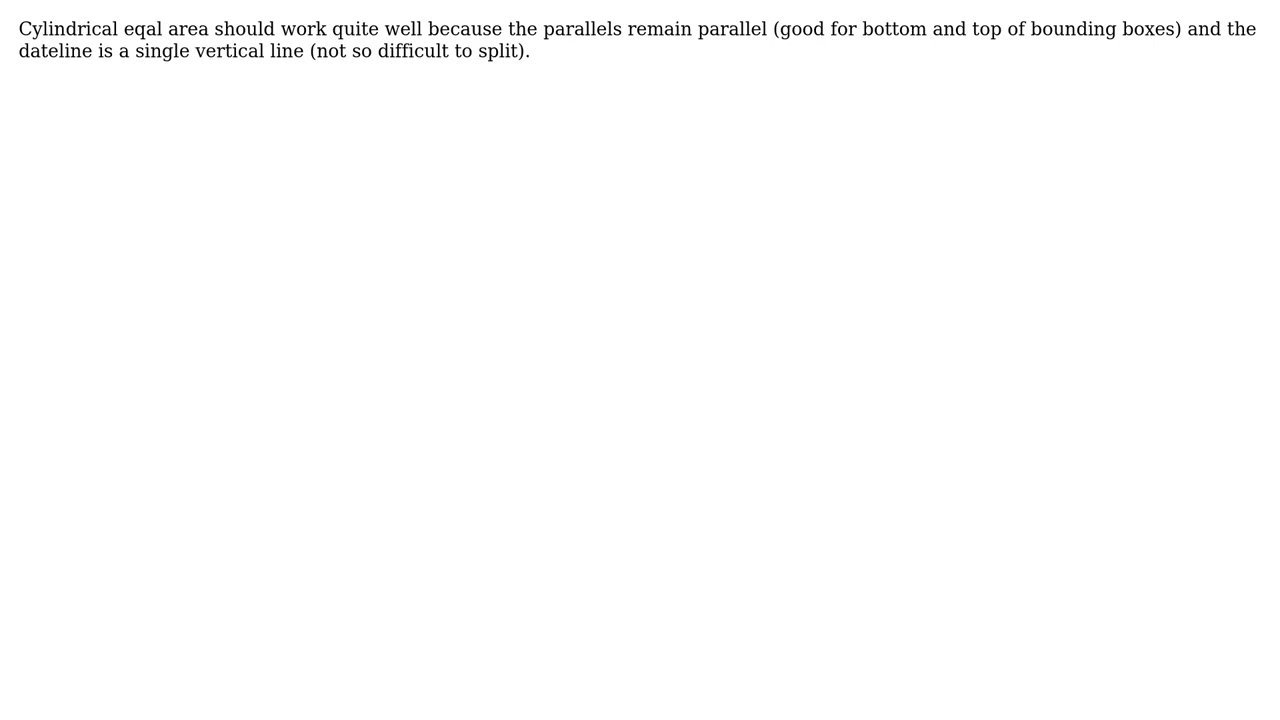 Cylindrical eqal area should work quite well because the parallels remain parallel (good for bottom and top of bounding boxes) and the
dateline is a single vertical line (not so difficult to split).